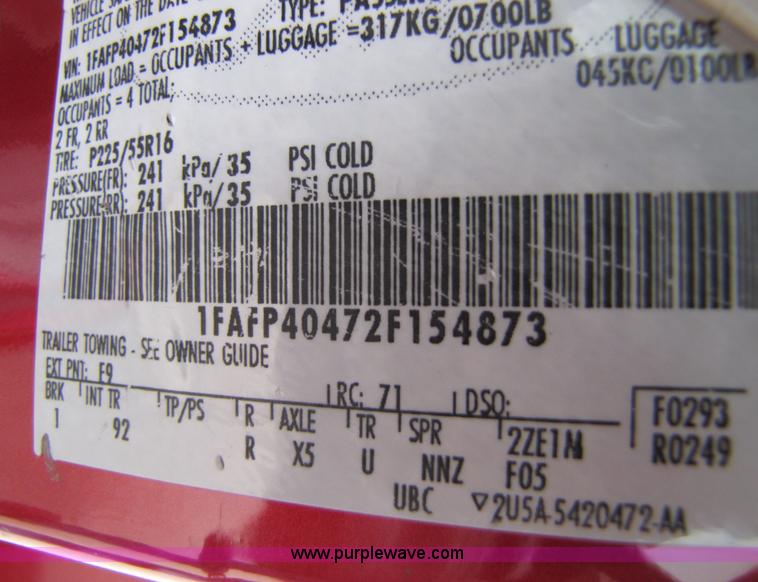 IN EFFECT ON THE DATE
TYPE:
VIN: 1FAFP40472F154873
MAXIMUM LOAD = OCCUPANTS + LUGGAGE =317KG/0700LB
OCCUPANTS LUGGAGE
OCCUPANTS = 4 TOTAL; 045KG/0100LB
2 FR, 2 RR
TIRE: P225/55R16
PRESSURE(FR): 241 kPa/ 35 PSI COLD
PRESSURE(RR): 241 kPa/ 35 PSI COLD
1FAFP40472F154873
TRAILER TOWING - SEE OWNER GUIDE
EXT PNT: F9 RC: 71 DSO: F0293
BRK INT TR TP/PS R AXLE TR SPR 2ZE1M R0249
1 92 R X5 U NNZ F05
UBC ▽2U5A-5420472-AA
www.purplewave.com